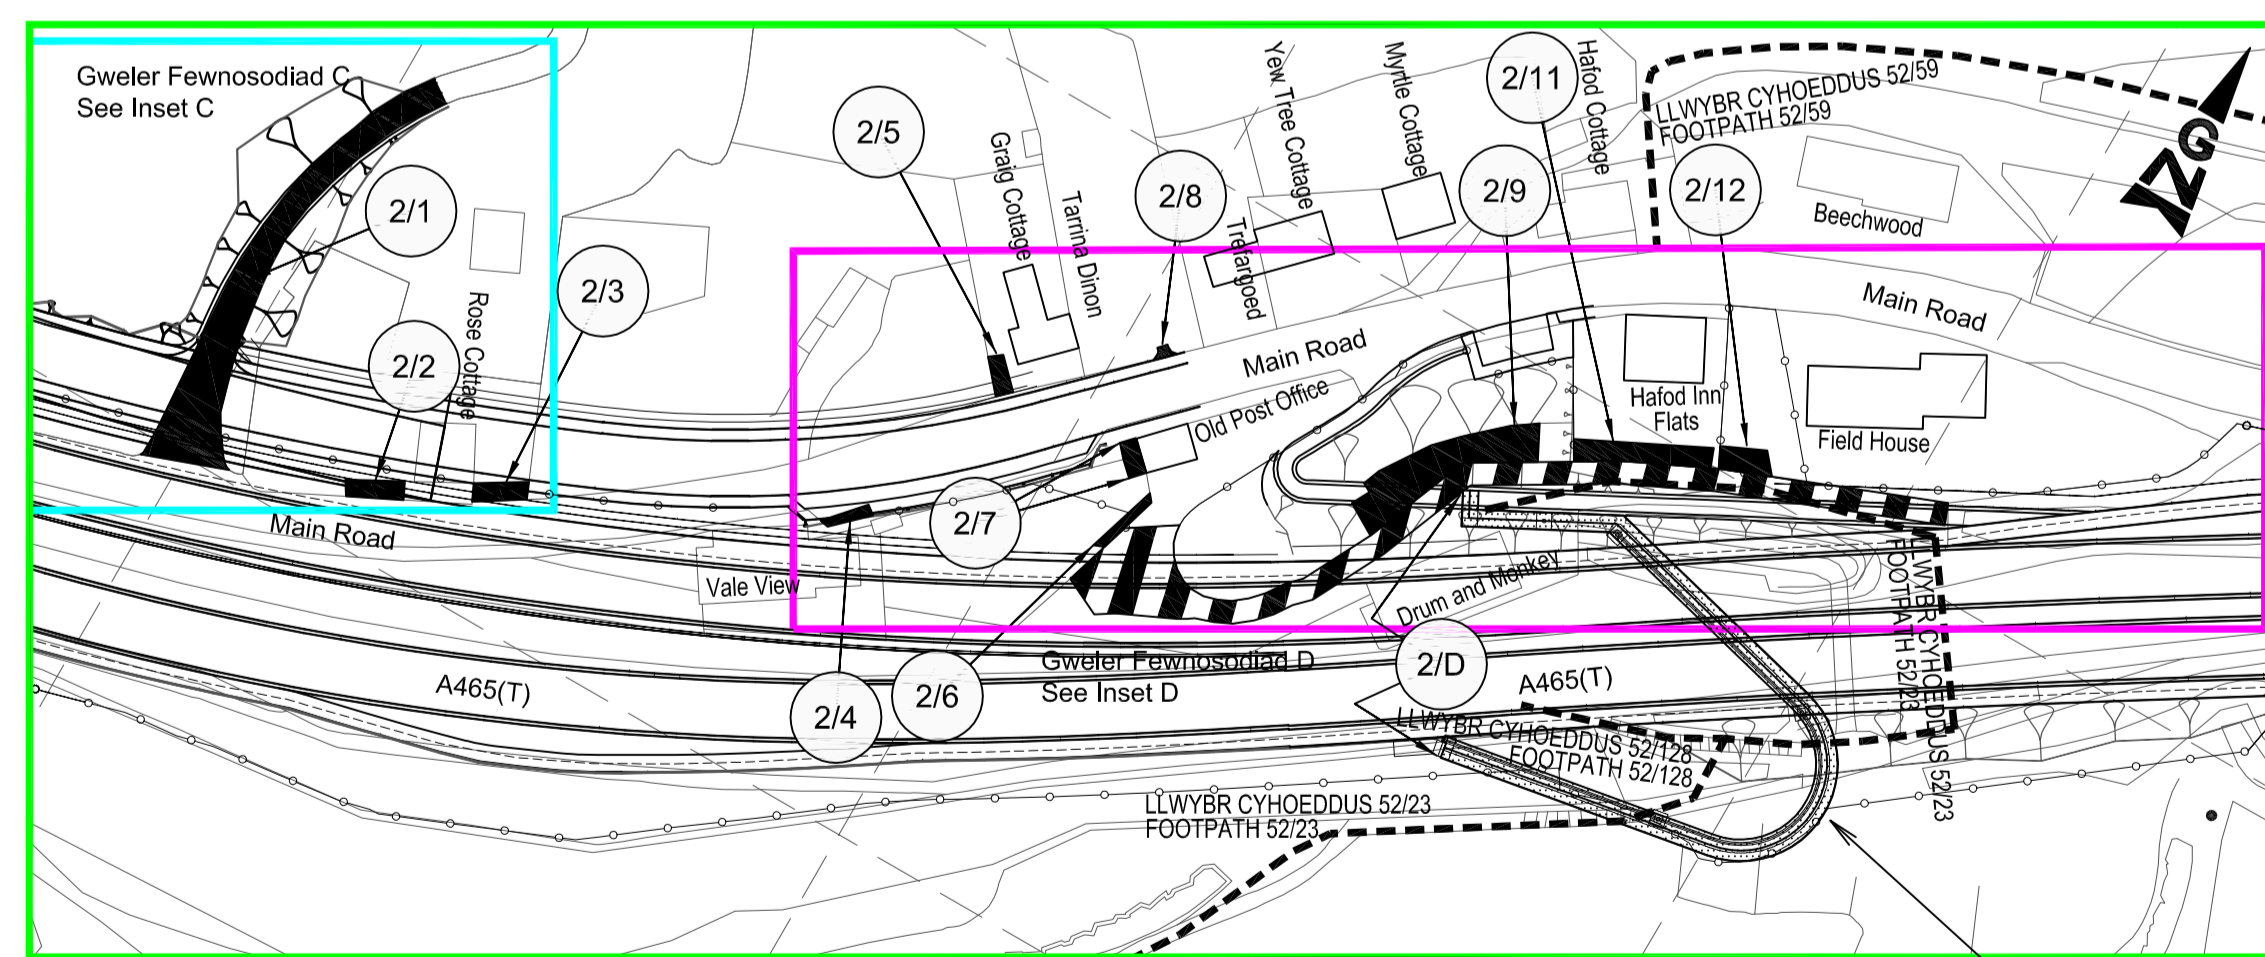 Gweler Fewnosodiad C
See Inset C
2/1
2/2
Rose Cottage
2/3
Main Road
2/5
Graig Cottage
Tarrina Dinon
2/8
Yew Tree Cottage
Trefargoed
Myrtle Cottage
2/11
Hafod Cottage
2/9
2/12
LLWYBR CYHOEDDUS 52/59
FOOTPATH 52/59
Beechwood
G
N
Main Road
Main Road
Old Post Office
Hafod Inn
Flats
Field House
2/7
Vale View
Drum and Monkey
LLWYBR CYHOEDDUS 52/23
FOOTPATH 52/23
Gweler Fewnosodiad D
See Inset D
2/4
2/6
2/D
A465(T)
A465(T)
LLWYBR CYHOEDDUS 52/128
FOOTPATH 52/128
LLWYBR CYHOEDDUS 52/23
FOOTPATH 52/23